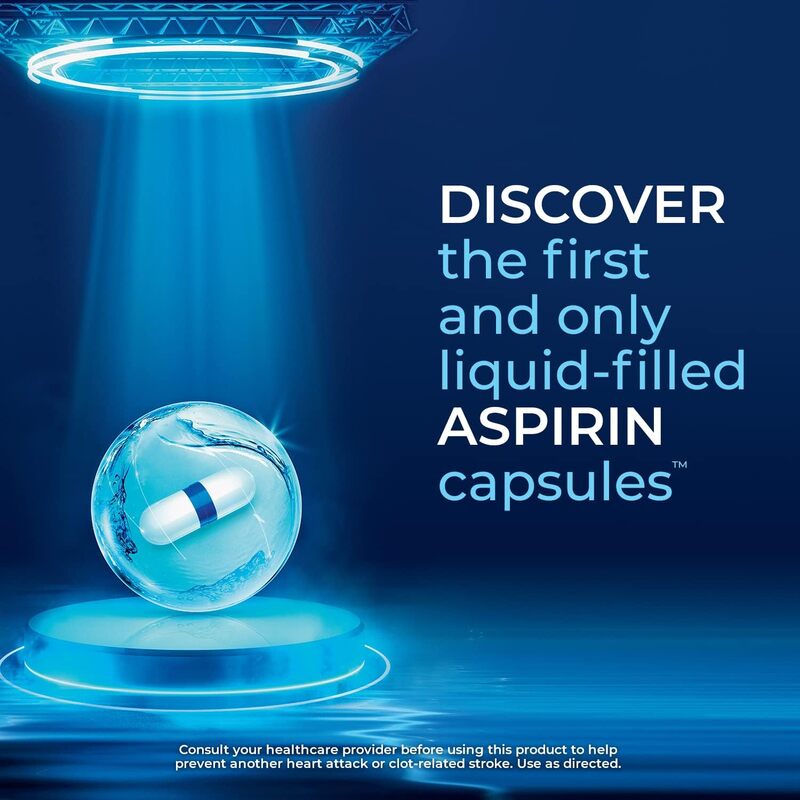 DISCOVER
the first
and only
liquid-filled
ASPIRIN
capsules™
Consult your healthcare provider before using this product to help
prevent another heart attack or clot-related stroke. Use as directed.